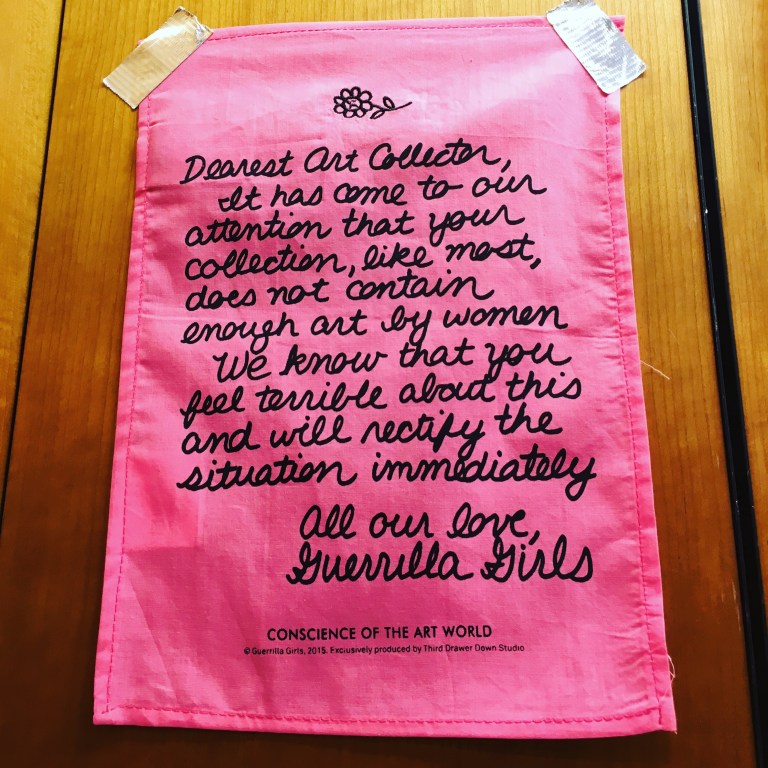 Dearest Art Collector,
It has come to our
attention that your
collection, like most,
does not contain
enough art by women
We know that you
feel terrible about this
and will rectify the
situation immediately
All our love,
Guerrilla Girls
CONSCIENCE OF THE ART WORLD
© Guerrilla Girls, 2015. Exclusively produced by Third Drawer Down Studio